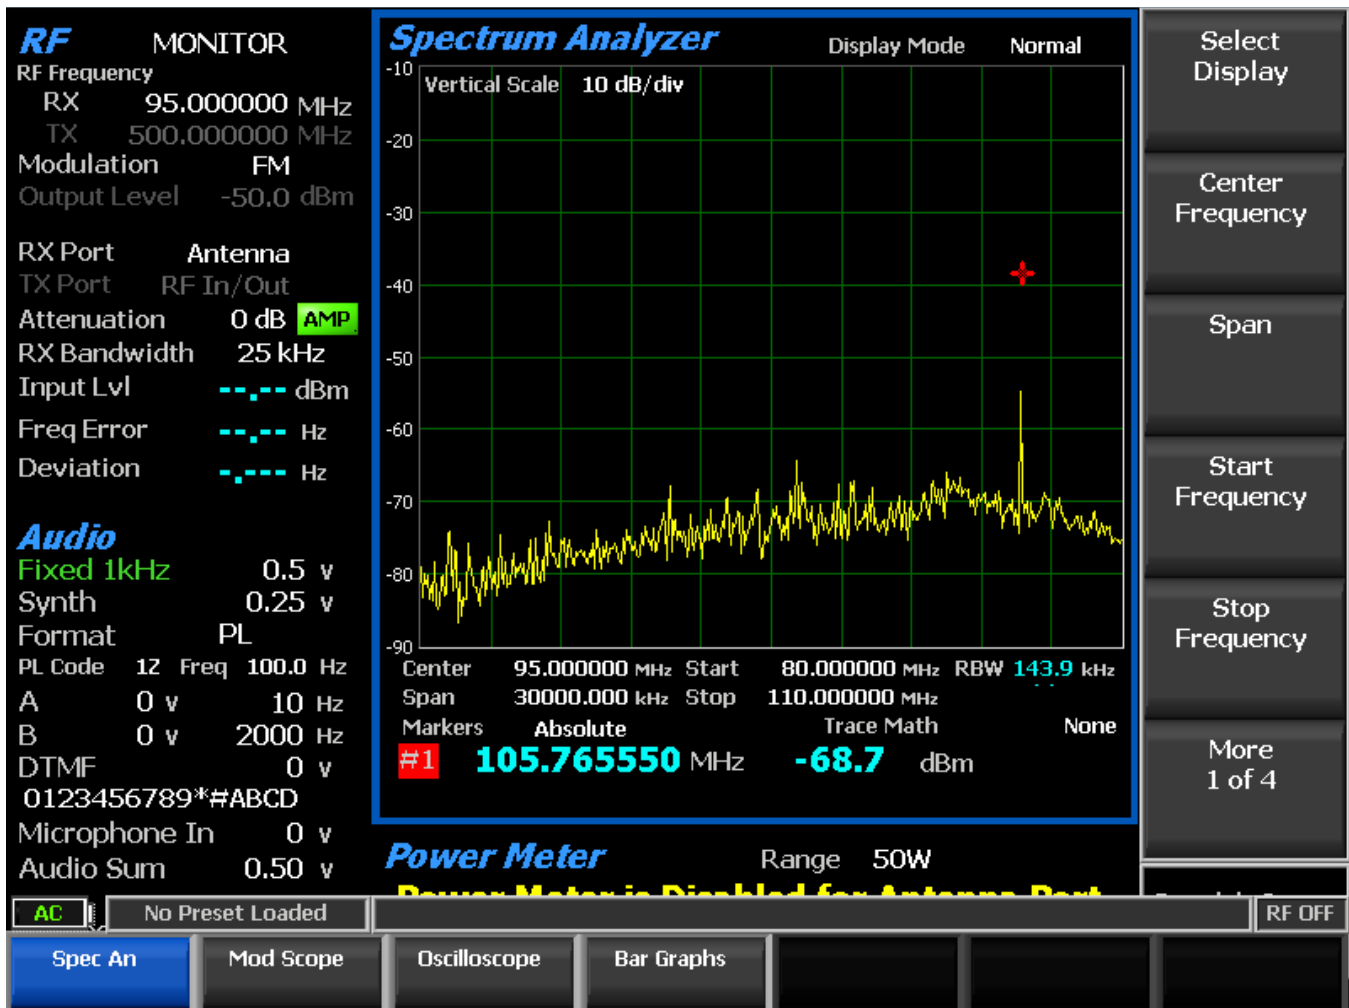 RF MONITOR
RF Frequency
RX 95.000000 MHz
TX 500.000000 MHz
Modulation FM
Output Level -50.0 dBm
RX Port Antenna
TX Port RF In/Out
Attenuation 0 dB AMP
RX Bandwidth 25 kHz
Input Lvl --.-- dBm
Freq Error --.-- Hz
Deviation -.--- Hz
Audio
Fixed 1kHz 0.5 v
Synth 0.25 v
Format PL
PL Code 1Z Freq 100.0 Hz
A 0 v 10 Hz
B 0 v 2000 Hz
DTMF 0 v
0123456789*#ABCD
Microphone In 0 v
Audio Sum 0.50 v
Spectrum Analyzer Display Mode Normal
Vertical Scale 10 dB/div
-10
-20
-30
-40
-50
-60
-70
-80
-90
Center 95.000000 MHz Start 80.000000 MHz RBW 143.9 kHz
Span 30000.000 kHz Stop 110.000000 MHz
Markers Absolute Trace Math None
#1 105.765550 MHz -68.7 dBm
Power Meter Range 50W
Power Meter is Disabled for Antenna Port
Select
Display
Center
Frequency
Span
Start
Frequency
Stop
Frequency
More
1 of 4
AC No Preset Loaded RF OFF
Spec An Mod Scope Oscilloscope Bar Graphs